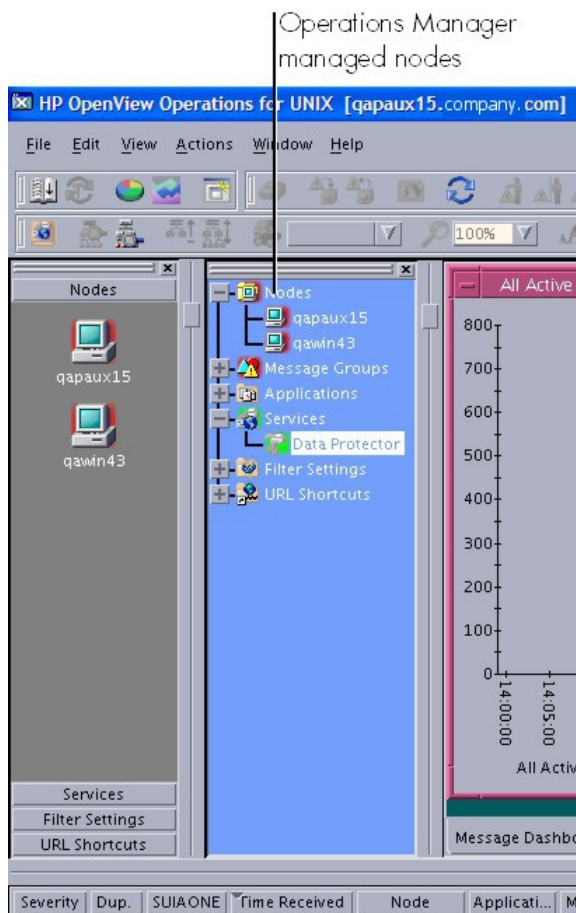 Operations Manager
managed nodes
HP OpenView Operations for UNIX [qapaux15.company.com]
File Edit View Actions Window Help
100%
Nodes
qapaux15
qawin43
Services
Filter Settings
URL Shortcuts
Nodes
qapaux15
qawin43
Message Groups
Applications
Services
Data Protector
Filter Settings
URL Shortcuts
All Active
800
700
600
500
400
300
200
100
0
14:00:00
14:05:00
All Activ
Message Dashbo
Severity Dup. SUIAONE Time Received Node Applicati... M